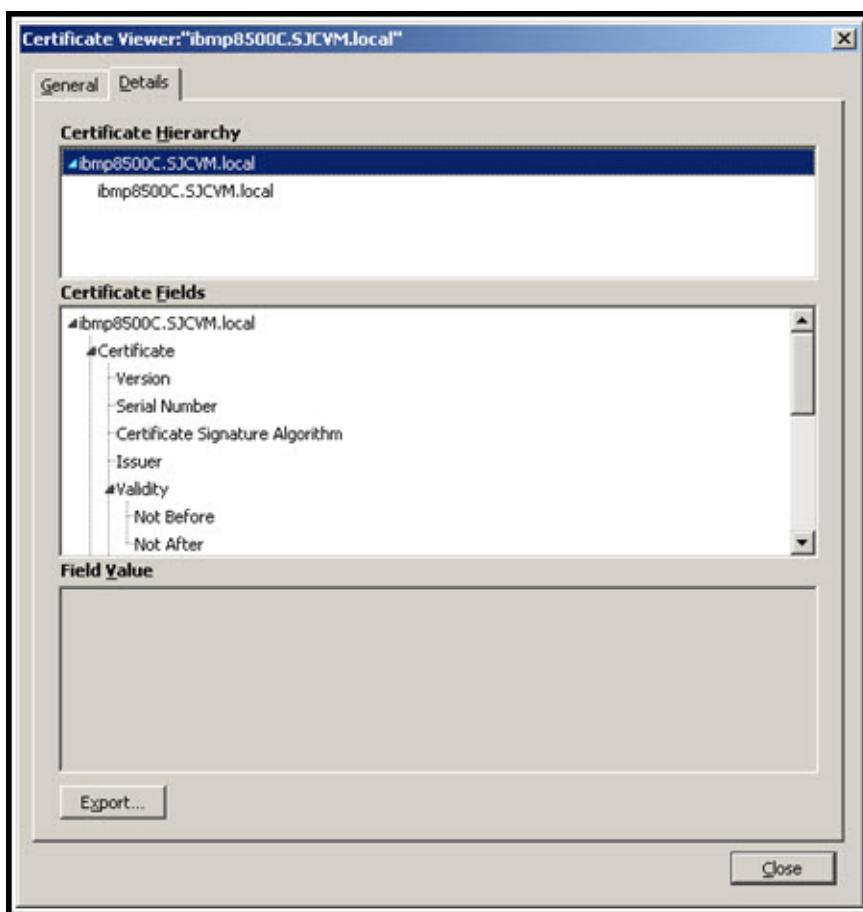 Certificate Viewer:"ibmp8500C.SJCVM.local"
General Details
Certificate Hierarchy
ibmp8500C.SJCVM.local
ibmp8500C.SJCVM.local
Certificate Fields
ibmp8500C.SJCVM.local
Certificate
Version
Serial Number
Certificate Signature Algorithm
Issuer
Validity
Not Before
Not After
Field Value
Export...
Close